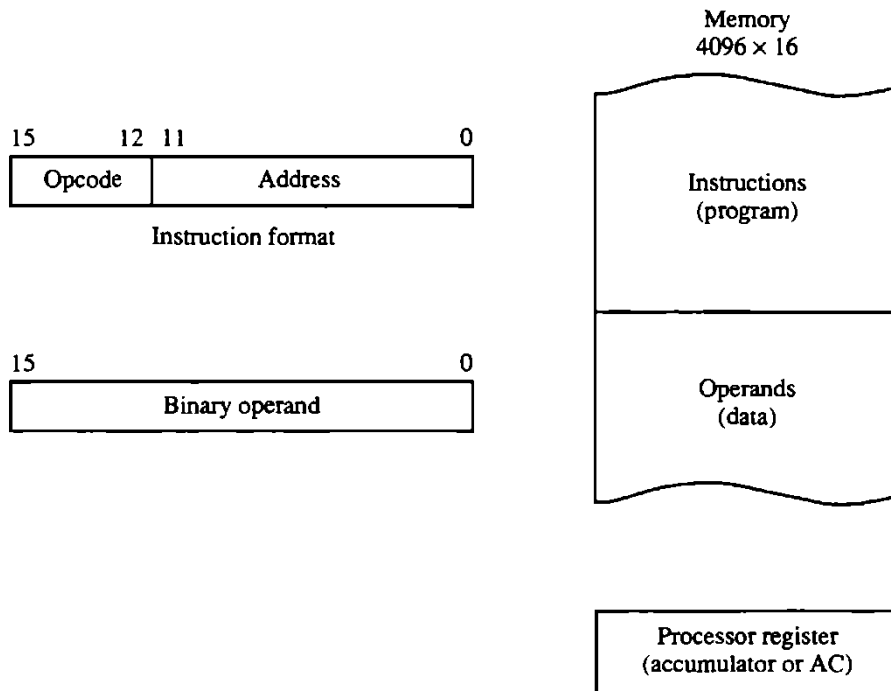 Memory
4096 × 16
15 12 11 0
Opcode Address
Instruction format
Instructions
(program)
15 0
Binary operand
Operands
(data)
Processor register
(accumulator or AC)